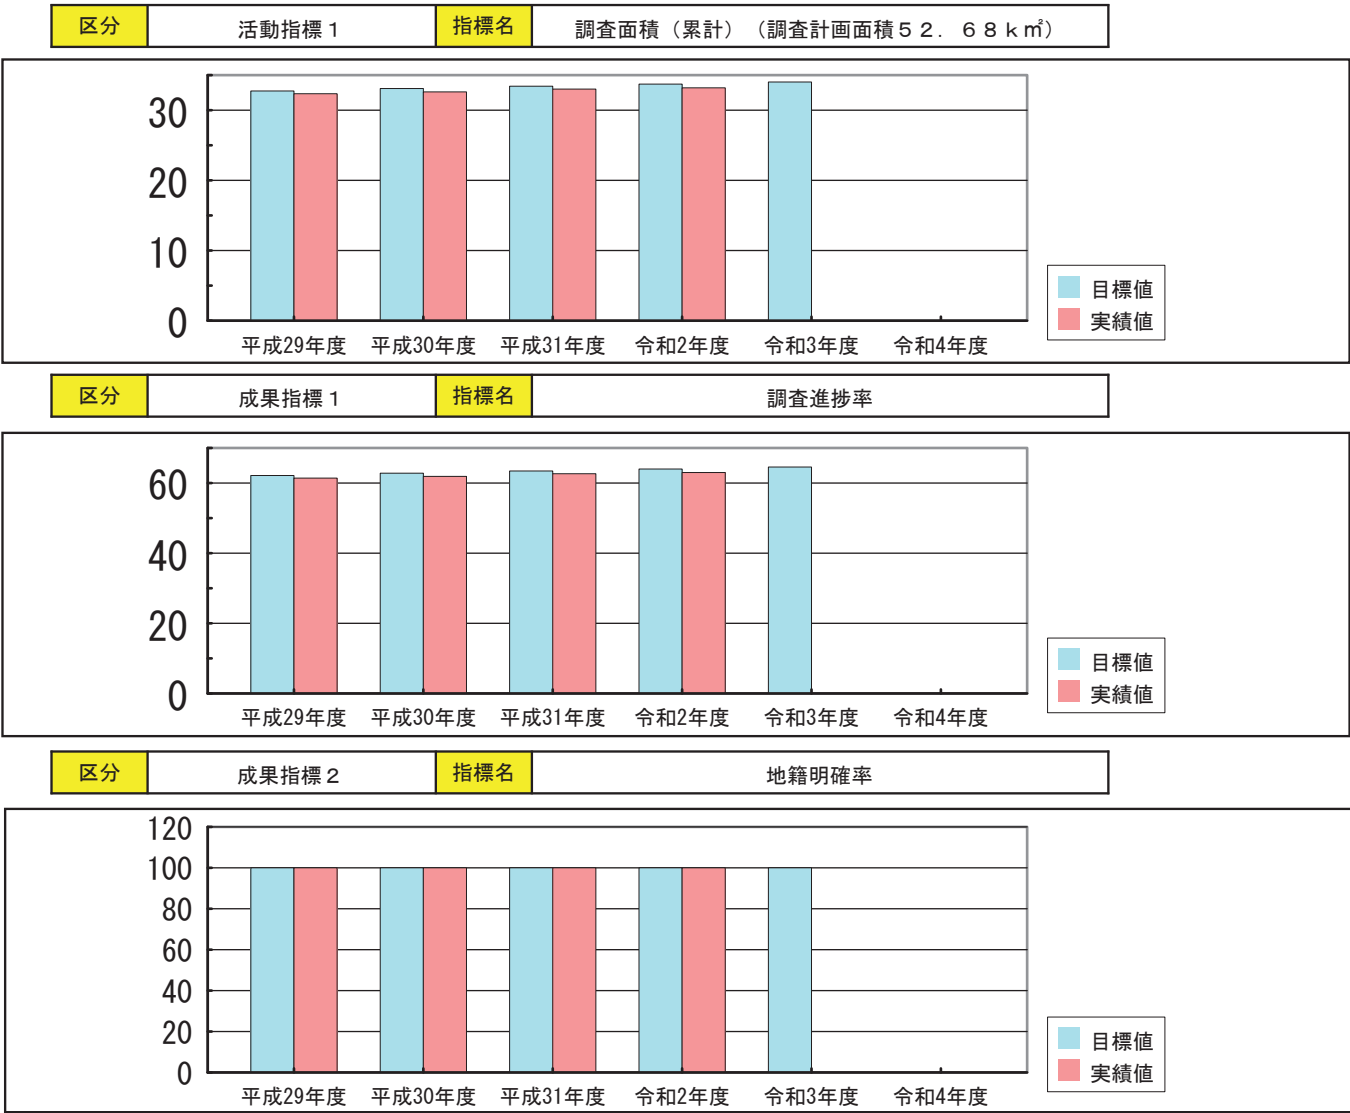 区分 活動指標１ 指標名 調査面積（累計）（調査計画面積５２．６８ｋ㎡）
30
20
10
0
平成29年度 平成30年度 平成31年度 令和2年度 令和3年度 令和4年度
目標値
実績値
区分 成果指標１ 指標名 調査進捗率
60
40
20
0
平成29年度 平成30年度 平成31年度 令和2年度 令和3年度 令和4年度
目標値
実績値
区分 成果指標２ 指標名 地籍明確率
120
100
80
60
40
20
0
平成29年度 平成30年度 平成31年度 令和2年度 令和3年度 令和4年度
目標値
実績値